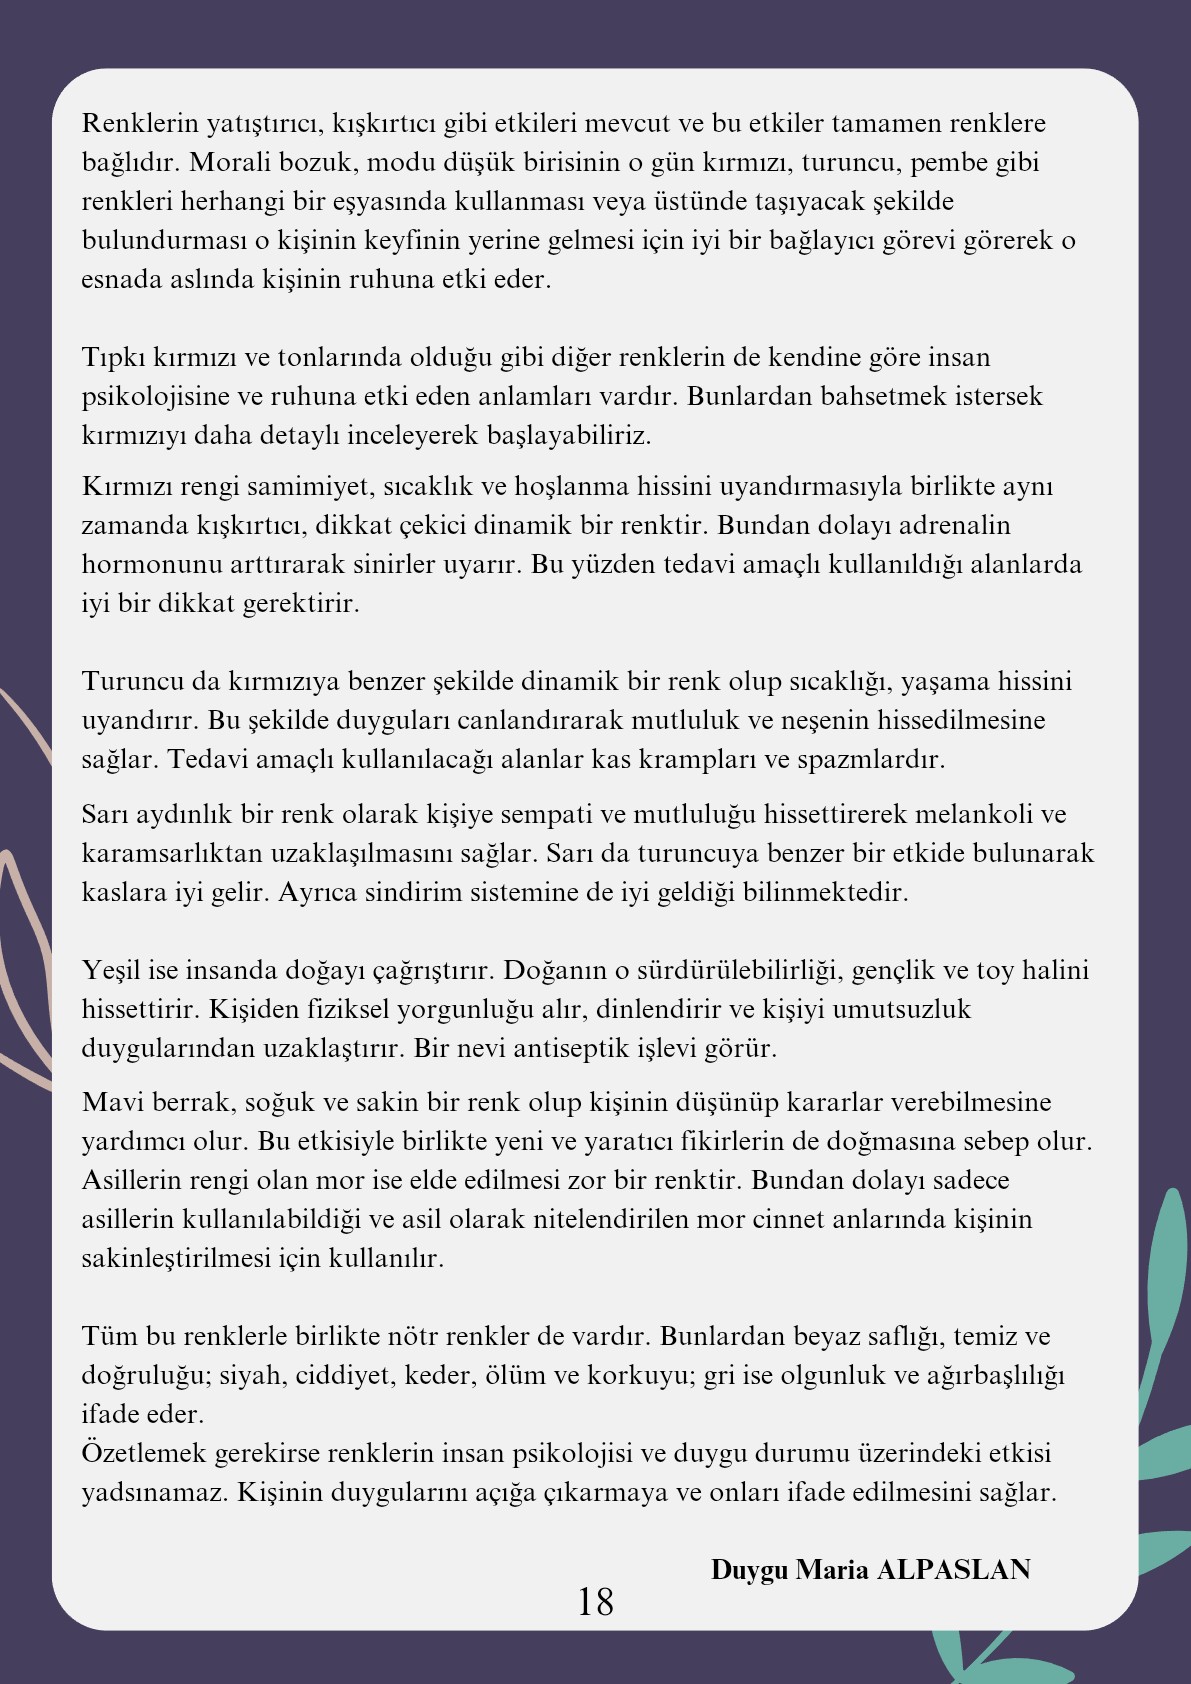 Renklerin yatıştırıcı, kışkırtıcı gibi etkileri mevcut ve bu etkiler tamamen renklere
bağlıdır. Morali bozuk, modu düşük birisinin o gün kırmızı, turuncu, pembe gibi
renkleri herhangi bir eşyasında kullanması veya üstünde taşıyacak şekilde
bulundurması o kişinin keyfinin yerine gelmesi için iyi bir bağlayıcı görevi görerek o
esnada aslında kişinin ruhuna etki eder.
Tıpkı kırmızı ve tonlarında olduğu gibi diğer renklerin de kendine göre insan
psikolojisine ve ruhuna etki eden anlamları vardır. Bunlardan bahsetmek istersek
kırmızıyı daha detaylı inceleyerek başlayabiliriz.
Kırmızı rengi samimiyet, sıcaklık ve hoşlanma hissini uyandırmasıyla birlikte aynı
zamanda kışkırtıcı, dikkat çekici dinamik bir renktir. Bundan dolayı adrenalin
hormonunu arttırarak sinirler uyarır. Bu yüzden tedavi amaçlı kullanıldığı alanlarda
iyi bir dikkat gerektirir.
Turuncu da kırmızıya benzer şekilde dinamik bir renk olup sıcaklığı, yaşama hissini
uyandırır. Bu şekilde duyguları canlandırarak mutluluk ve neşenin hissedilmesine
sağlar. Tedavi amaçlı kullanılacağı alanlar kas krampları ve spazmlardır.
Sarı aydınlık bir renk olarak kişiye sempati ve mutluluğu hissettirerek melankoli ve
karamsarlıktan uzaklaşılmasını sağlar. Sarı da turuncuya benzer bir etkide bulunarak
kaslara iyi gelir. Ayrıca sindirim sistemine de iyi geldiği bilinmektedir.
Yeşil ise insanda doğayı çağrıştırır. Doğanın o sürdürülebilirliği, gençlik ve toy halini
hissettirir. Kişiden fiziksel yorgunluğu alır, dinlendirir ve kişiyi umutsuzluk
duygularından uzaklaştırır. Bir nevi antiseptik işlevi görür.
Mavi berrak, soğuk ve sakin bir renk olup kişinin düşünüp kararlar verebilmesine
yardımcı olur. Bu etkisiyle birlikte yeni ve yaratıcı fikirlerin de doğmasına sebep olur.
Asillerin rengi olan mor ise elde edilmesi zor bir renktir. Bundan dolayı sadece
asillerin kullanılabildiği ve asil olarak nitelendirilen mor cinnet anlarında kişinin
sakinleştirilmesi için kullanılır.
Tüm bu renklerle birlikte nötr renkler de vardır. Bunlardan beyaz saflığı, temiz ve
doğruluğu; siyah, ciddiyet, keder, ölüm ve korkuyu; gri ise olgunluk ve ağırbaşlılığı
ifade eder.
Özetlemek gerekirse renklerin insan psikolojisi ve duygu durumu üzerindeki etkisi
yadsınamaz. Kişinin duygularını açığa çıkarmaya ve onları ifade edilmesini sağlar.
Duygu Maria ALPASLAN
18